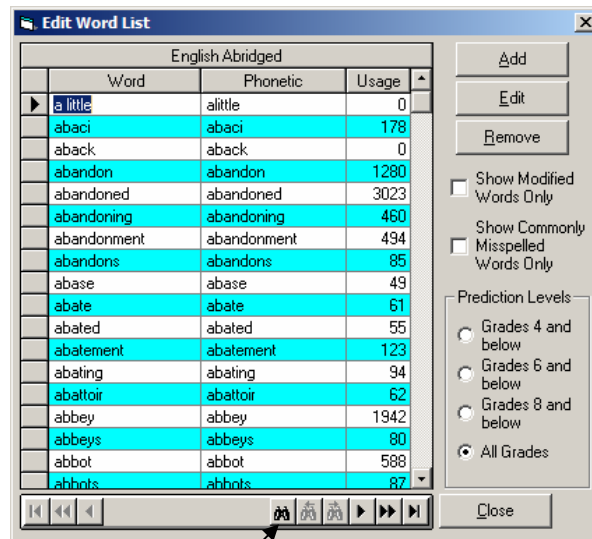 Edit Word List
English Abridged
Word Phonetic Usage
a little alittle 0
abaci abaci 178
aback aback 0
abandon abandon 1280
abandoned abandoned 3023
abandoning abandoning 460
abandonment abandonment 494
abandons abandons 85
abase abase 49
abate abate 61
abated abated 55
abatement abatement 123
abating abating 94
abattoir abattoir 62
abbey abbey 1942
abbeys abbeys 80
abbot abbot 588
abbots abbots 87
Add
Edit
Remove
Show Modified
Words Only
Show Commonly
Misspelled
Words Only
Prediction Levels
Grades 4 and
below
Grades 6 and
below
Grades 8 and
below
All Grades
Close